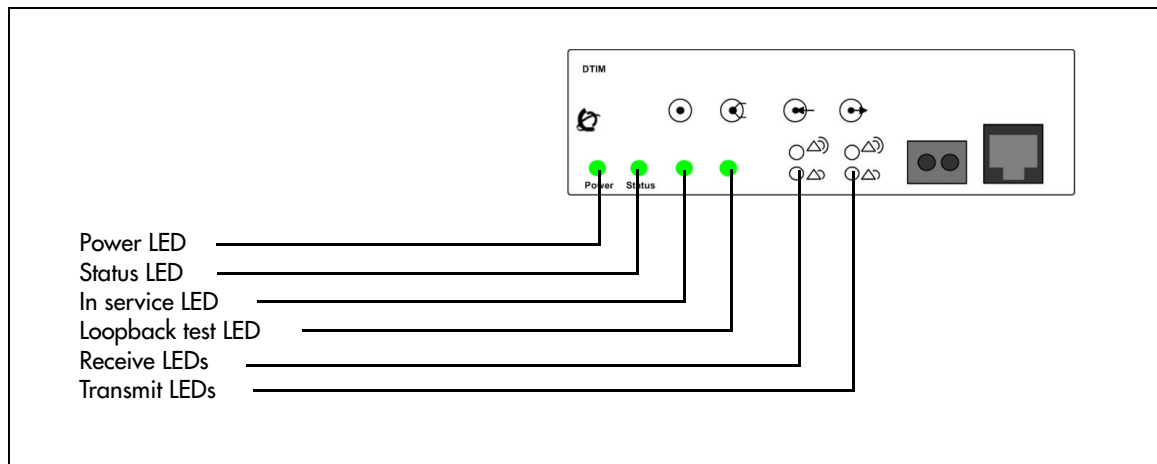 DTIM
Power Status
Power LED
Status LED
In service LED
Loopback test LED
Receive LEDs
Transmit LEDs